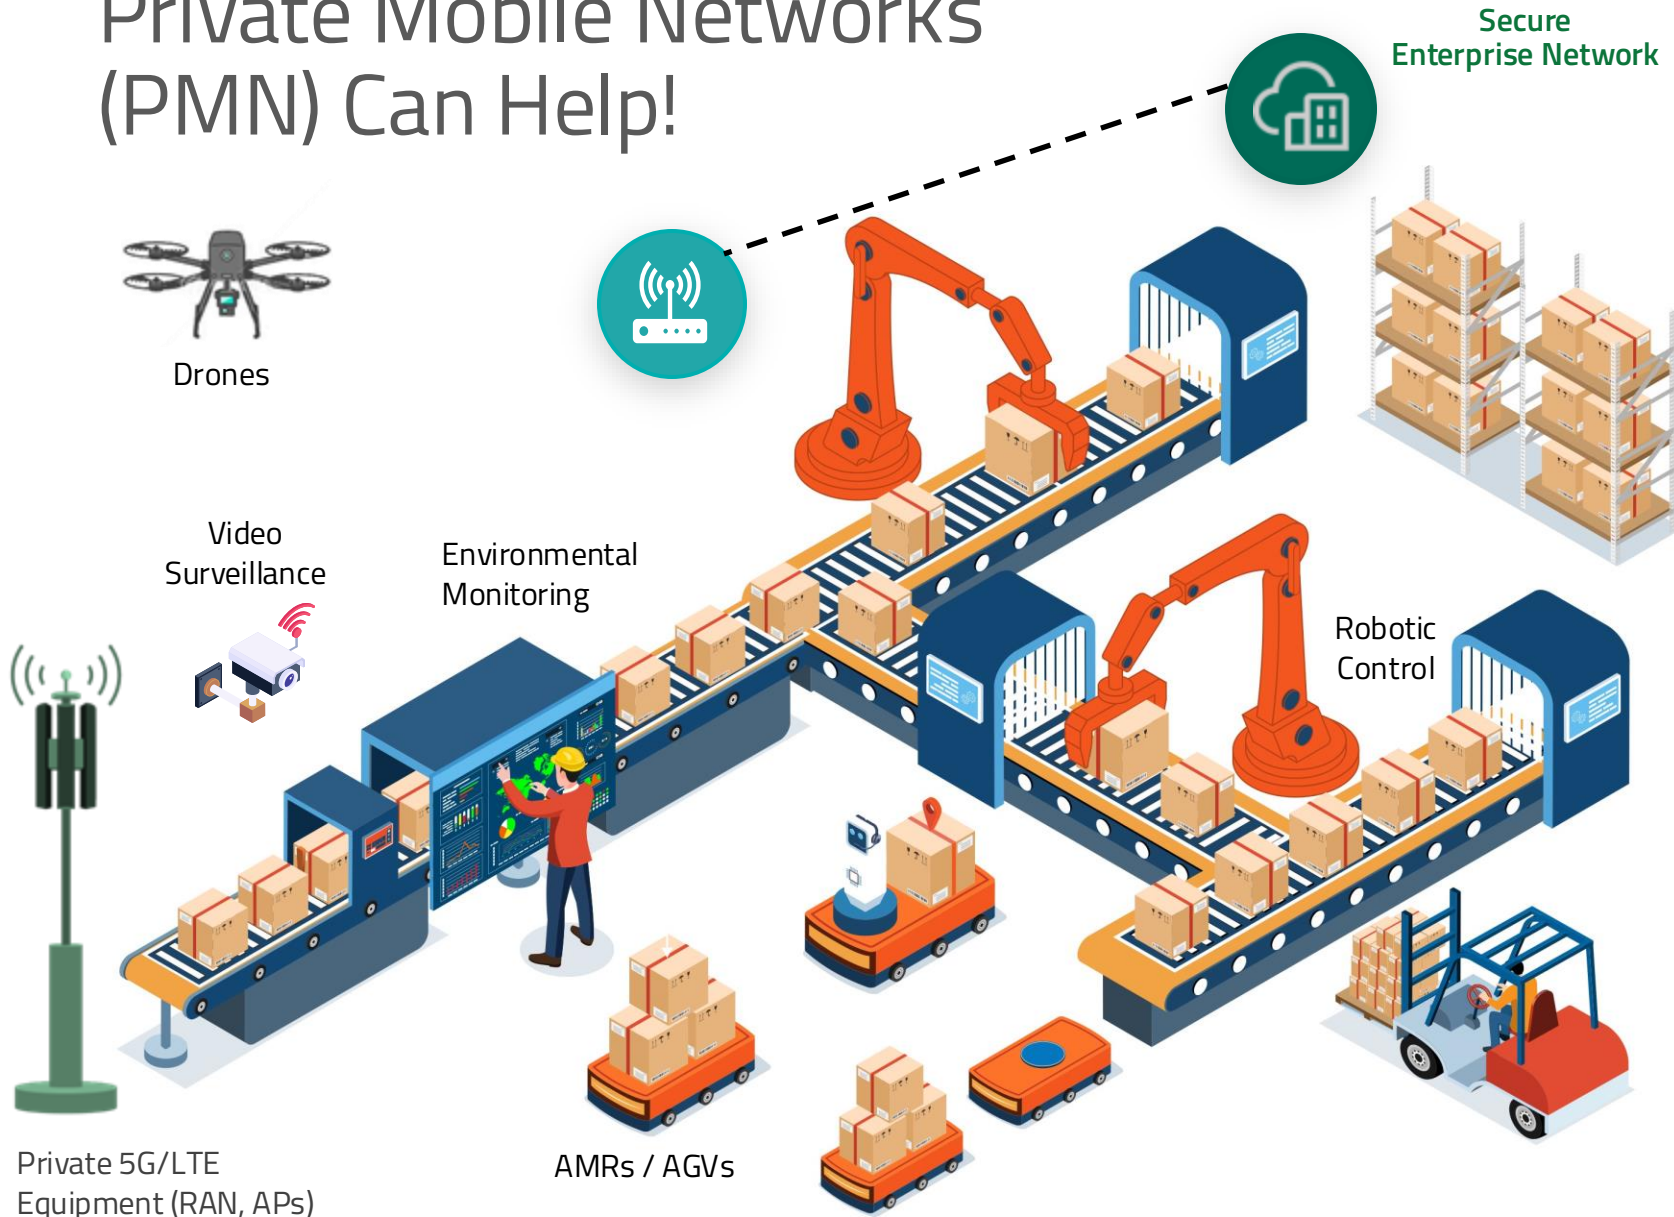 Private Mobile Networks
(PMN) Can Help!
Secure
Enterprise Network
Drones
Video
Surveillance
Environmental
Monitoring
Robotic
Control
AMRs / AGVs
Private 5G/LTE
Equipment (RAN, APs)